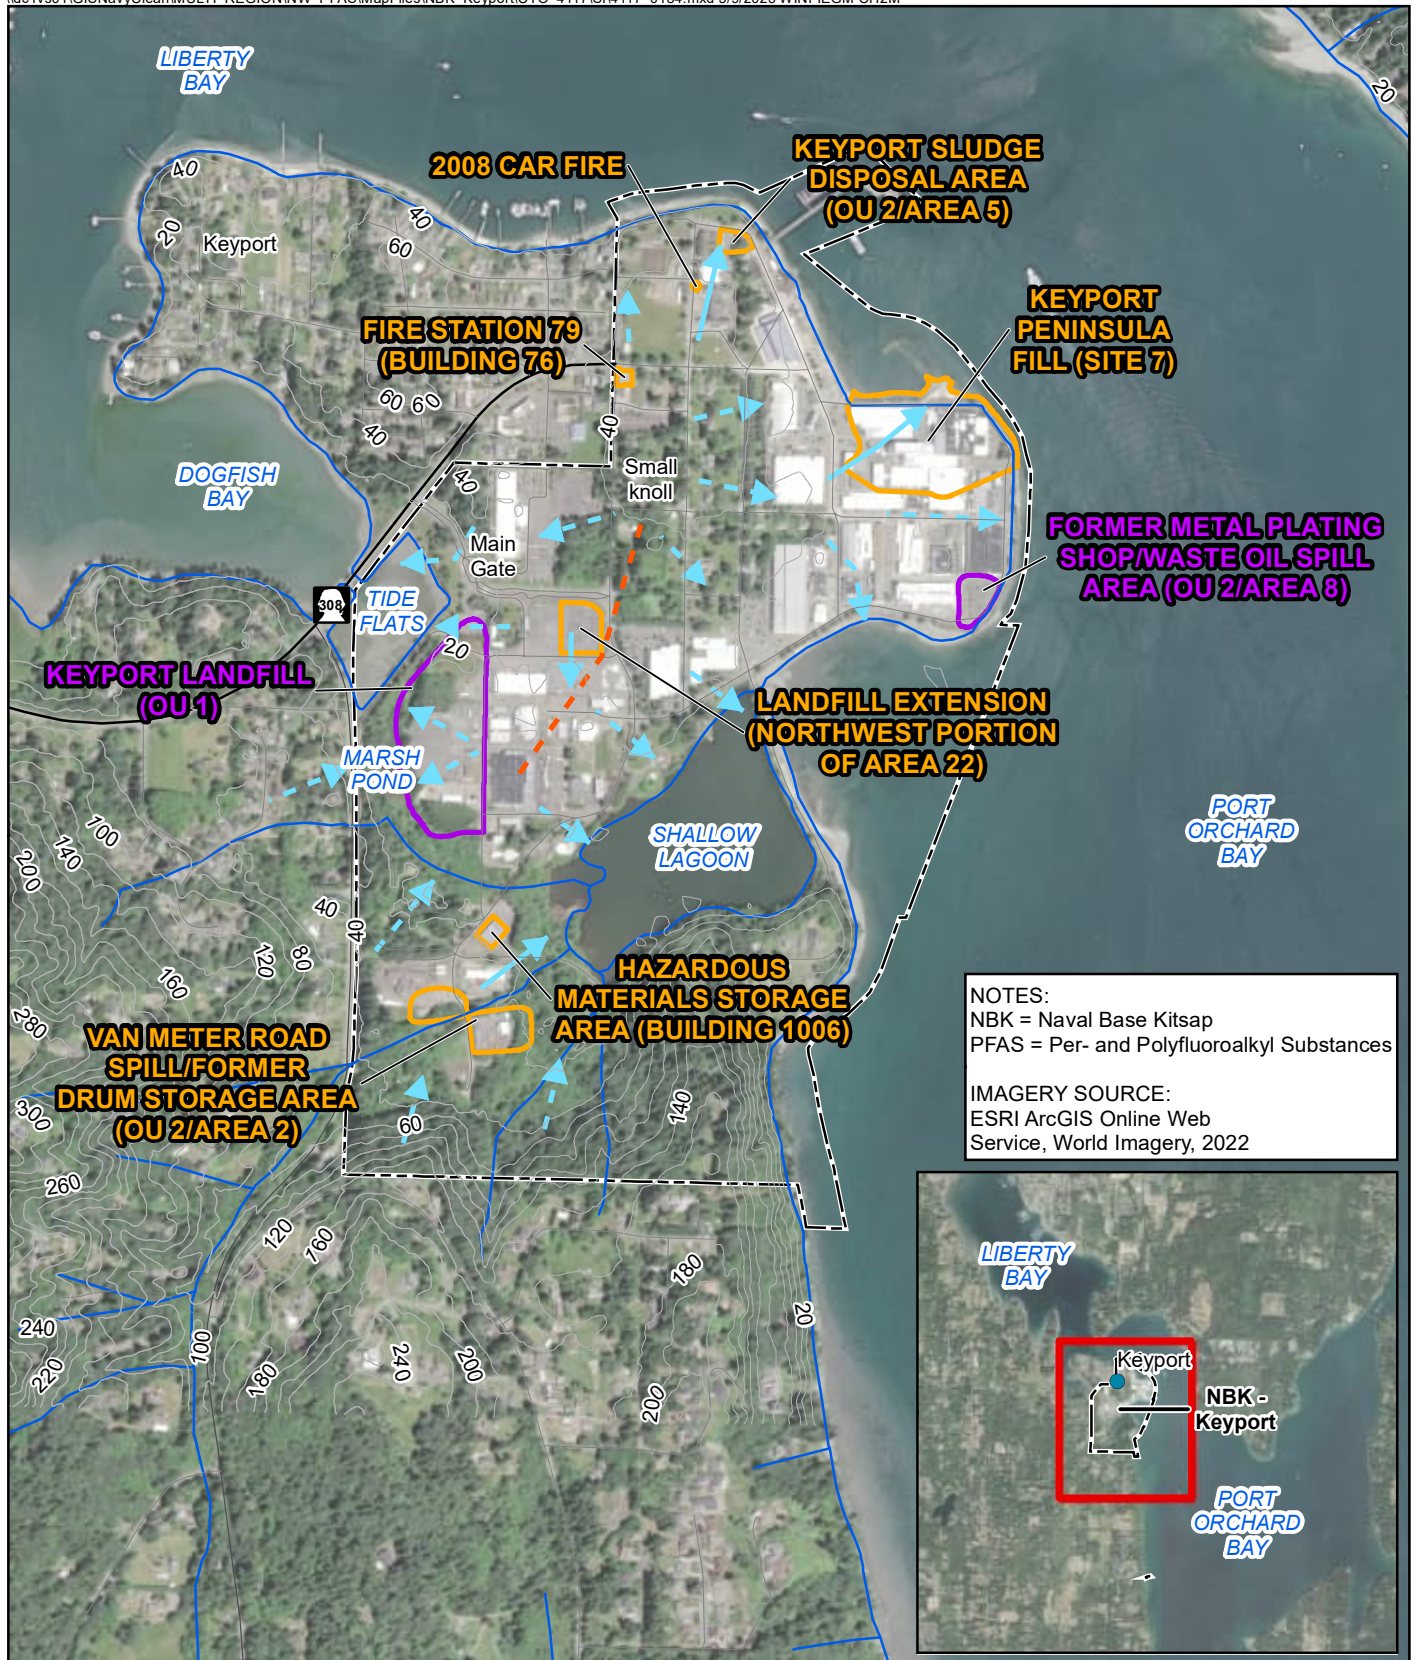 LIBERTY
BAY
20
2008 CAR FIRE
KEYPORT SLUDGE
DISPOSAL AREA
(OU 2/AREA 5)
40
20
Keyport
40
60
KEYPORT
PENINSULA
FILL (SITE 7)
FIRE STATION 79
(BUILDING 76)
60
60
40
40
40
Small
knoll
DOGFISH
BAY
Main
Gate
FORMER METAL PLATING
SHOP/WASTE OIL SPILL
AREA (OU 2/AREA 8)
308
TIDE
FLATS
20
KEYPORT LANDFILL
(OU 1)
LANDFILL EXTENSION
(NORTHWEST PORTION
OF AREA 22)
MARSH
POND
PORT
ORCHARD
BAY
SHALLOW
LAGOON
100
140
200
40
40
120
80
160
280
HAZARDOUS
MATERIALS STORAGE
AREA (BUILDING 1006)
NOTES:
NBK = Naval Base Kitsap
PFAS = Per- and Polyfluoroalkyl Substances
IMAGERY SOURCE:
ESRI ArcGIS Online Web
Service, World Imagery, 2022
VAN METER ROAD
SPILL/FORMER
DRUM STORAGE AREA
(OU 2/AREA 2)
300
60
140
260
120
160
180
20
240
220
100
180
240
200
200
LIBERTY
BAY
Keyport
NBK -
Keyport
PORT
ORCHARD
BAY